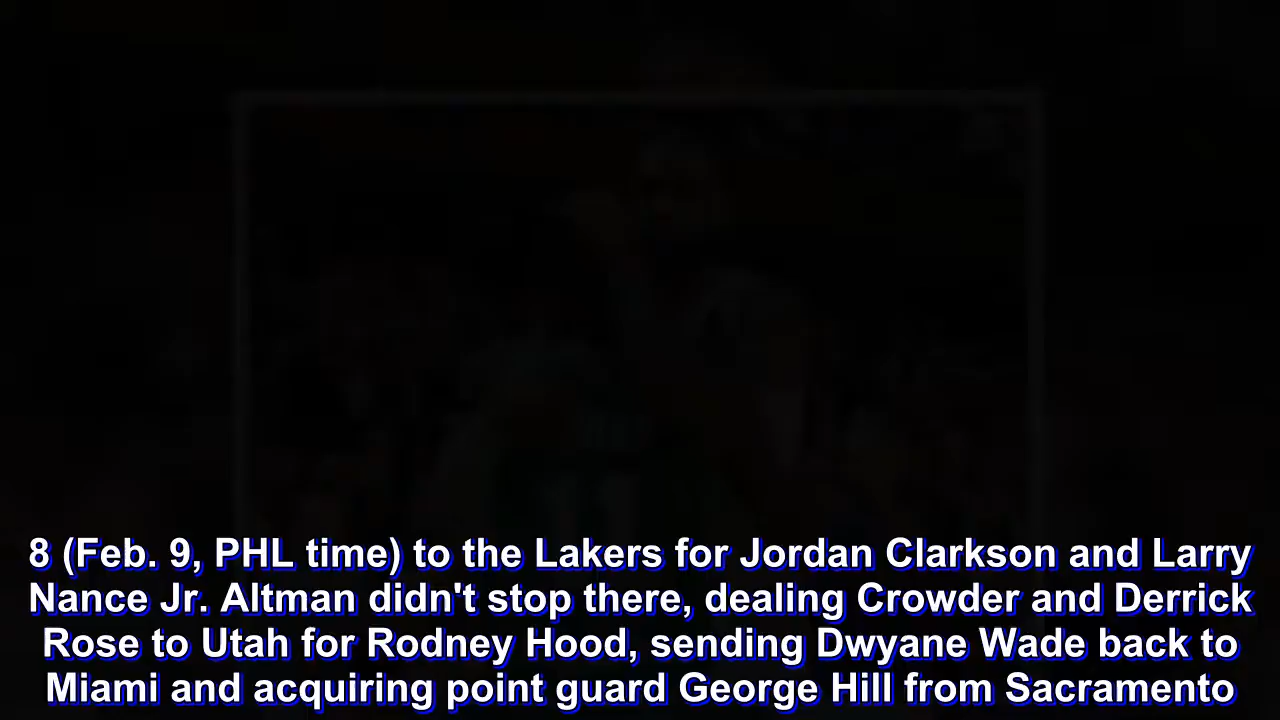 8 (Feb. 9, PHL time) to the Lakers for Jordan Clarkson and Larry
Nance Jr. Altman didn't stop there, dealing Crowder and Derrick
Rose to Utah for Rodney Hood, sending Dwyane Wade back to
Miami and acquiring point guard George Hill from Sacramento